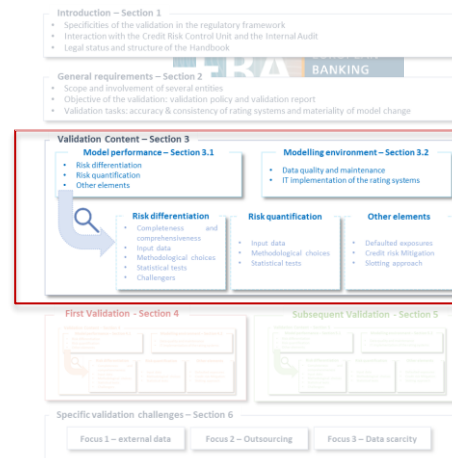 Introduction – Section 1
• Specificities of the validation in the regulatory framework
• Interaction with the Credit Risk Control Unit and the Internal Audit
• Legal status and structure of the Handbook
BANKING
General requirements – Section 2
• Scope and involvement of several entities
• Objective of the validation: validation policy and validation report
• Validation tasks: accuracy & consistency of rating systems and materiality of model change
Validation Content – Section 3
Model performance – Section 3.1
• Risk differentiation
• Risk quantification
• Other elements
Modelling environment – Section 3.2
• Data quality and maintenance
• IT implementation of the rating systems
Risk differentiation
• Completeness and
comprehensiveness
• Input data
• Methodological choices
• Statistical tests
• Challengers
Risk quantification
• Input data
• Methodological choices
• Statistical tests
Other elements
• Defaulted exposures
• Credit risk Mitigation
• Slotting approach
First Validation - Section 4
Subsequent Validation - Section 5
Specific validation challenges – Section 6
Focus 1 – external data
Focus 2 – Outsourcing
Focus 3 – Data scarcity